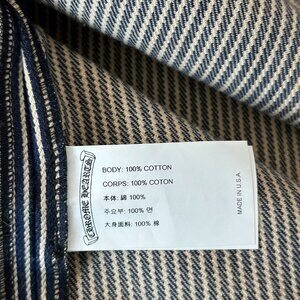 CHROME HEARTS
BODY: 100% COTTON
CORPS: 100% COTON
本体: 綿 100%
주요부: 100% 면
大身面料: 100% 棉
MADE IN U.S.A.